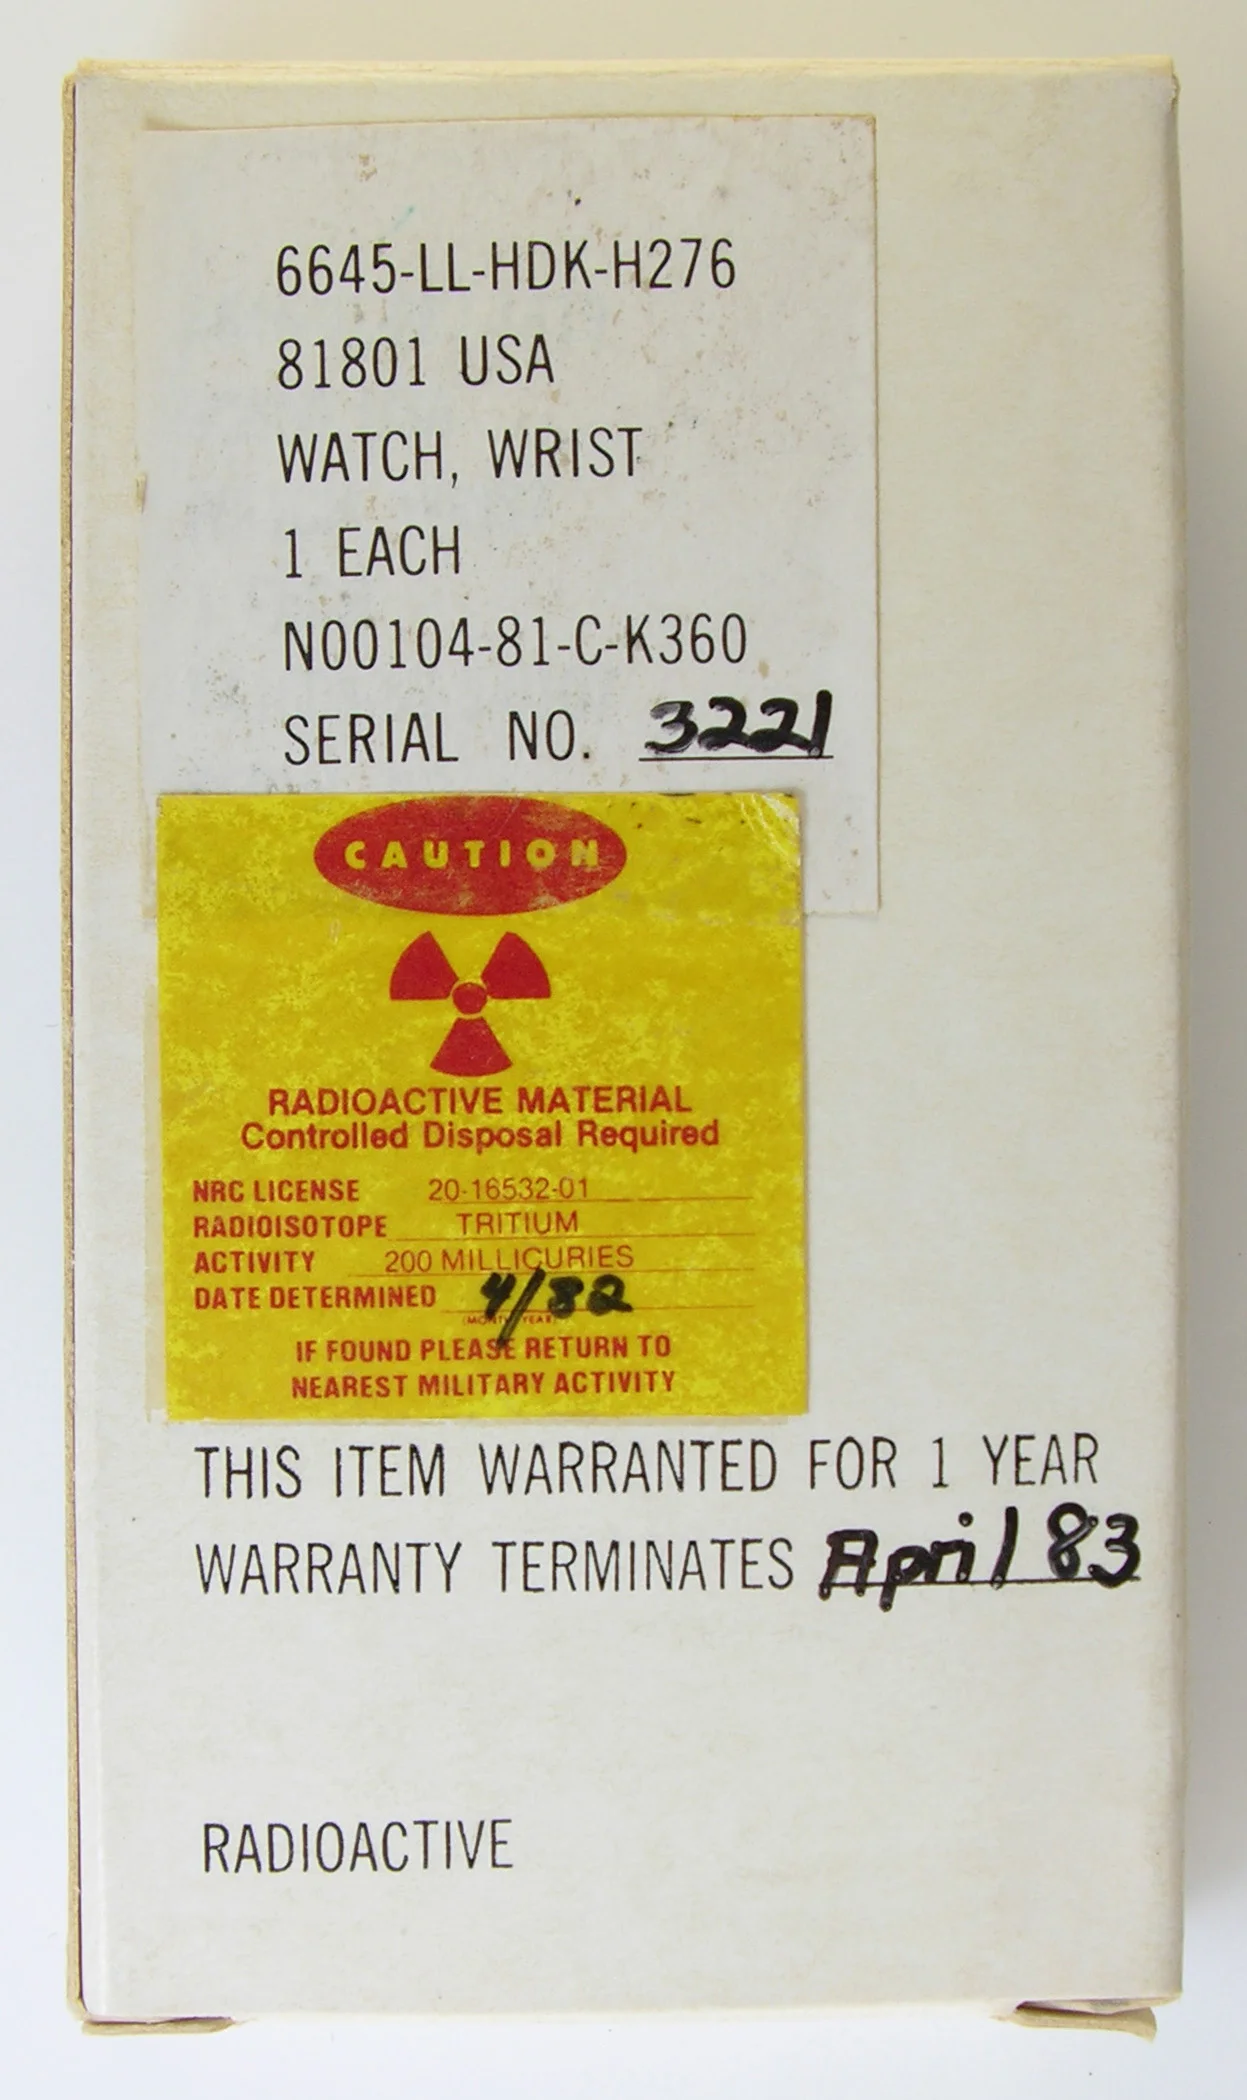 6645-LL-HDK-H276
81801 USA
WATCH, WRIST
1 EACH
N00104-81-C-K360
SERIAL NO. 3221
CAUTION
RADIOACTIVE MATERIAL
Controlled Disposal Required
NRC LICENSE 20-16532-01
RADIOISOTOPE TRITIUM
ACTIVITY 200 MILLICURIES
DATE DETERMINED 4/82
(MONTH YEAR)
IF FOUND PLEASE RETURN TO
NEAREST MILITARY ACTIVITY
THIS ITEM WARRANTED FOR 1 YEAR
WARRANTY TERMINATES April 83
RADIOACTIVE